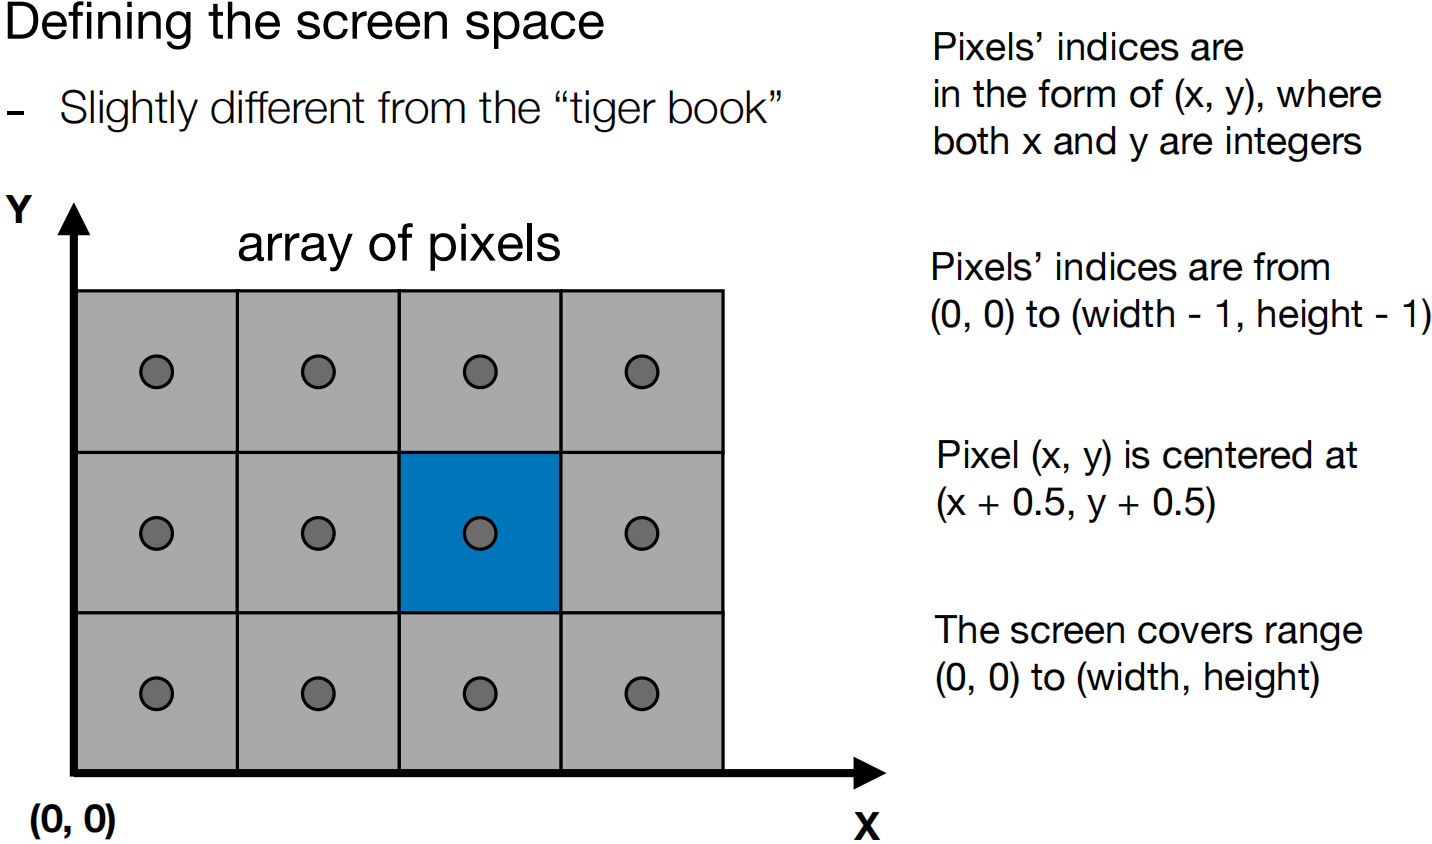 Defining the screen space
- Slightly different from the “tiger book”
Y
array of pixels
(0, 0)
X
Pixels’ indices are
in the form of (x, y), where
both x and y are integers
Pixels’ indices are from
(0, 0) to (width - 1, height - 1)
Pixel (x, y) is centered at
(x + 0.5, y + 0.5)
The screen covers range
(0, 0) to (width, height)